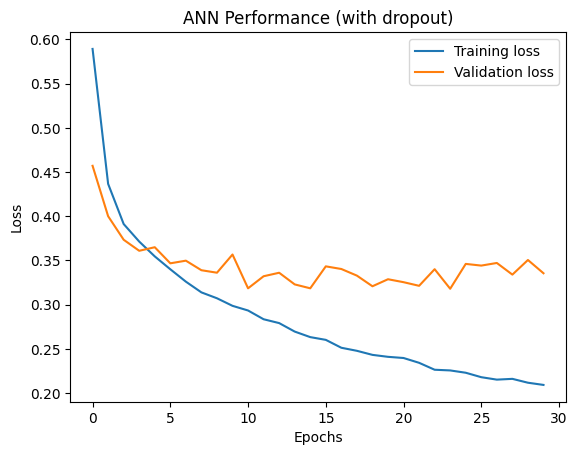 ANN Performance (with dropout)
Training loss
Validation loss
0.60
0.55
0.50
0.45
0.40
0.35
0.30
0.25
0.20
Loss
0 5 10 15 20 25 30
Epochs